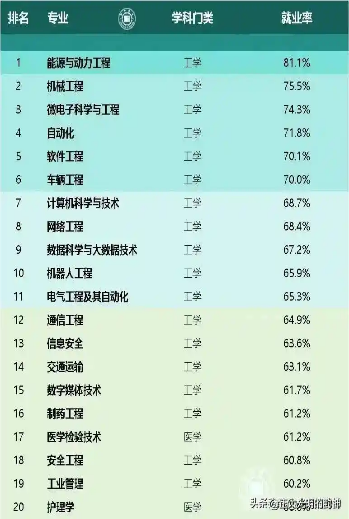 排名 专业 学科门类 就业率
1 能源与动力工程 工学 81.1%
2 机械工程 工学 75.5%
3 微电子科学与工程 工学 74.3%
4 自动化 工学 71.8%
5 软件工程 工学 70.1%
6 车辆工程 工学 70.0%
7 计算机科学与技术 工学 68.7%
8 网络工程 工学 68.4%
9 数据科学与大数据技术 工学 67.2%
10 机器人工程 工学 65.9%
11 电气工程及其自动化 工学 65.3%
12 通信工程 工学 64.9%
13 信息安全 工学 63.6%
14 交通运输 工学 63.1%
15 数字媒体技术 工学 61.7%
16 制药工程 工学 61.2%
17 医学检验技术 医学 61.2%
18 安全工程 工学 60.8%
19 工业管理 工学 60.2%
20 护理学 医学
头条